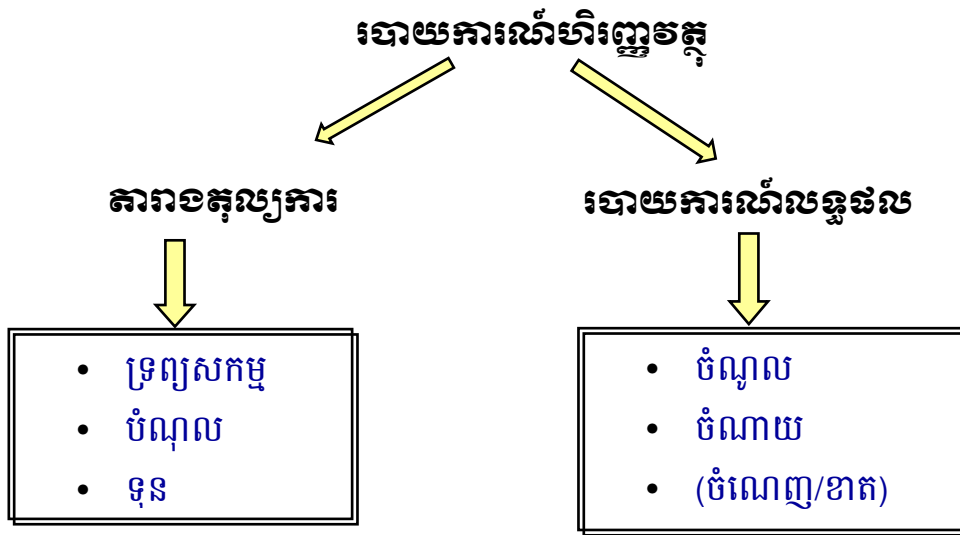 របាយការណ៍ហិរញ្ញវត្ថុ
តារាងតុល្យការ
របាយការណ៍លទ្ធផល
• ទ្រព្យសកម្ម
• បំណុល
• ទុន
• ចំណូល
• ចំណាយ
• (ចំណេញ/ខាត)